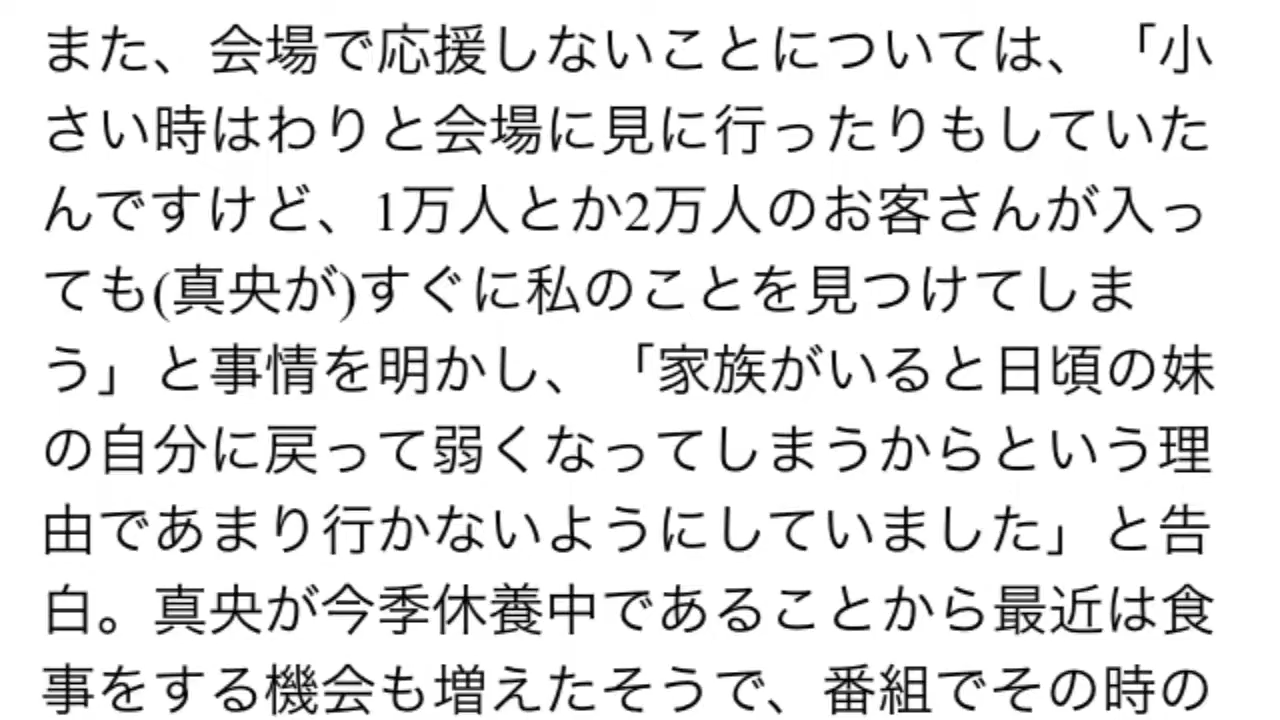 また、会場で応援しないことについては、「小
さい時はわりと会場に見に行ったりもしていた
んですけど、1万人とか2万人のお客さんが入っ
ても(真央が)すぐに私のことを見つけてしま
う」と事情を明かし、「家族がいると日頃の妹
の自分に戻って弱くなってしまうからという理
由であまり行かないようにしていました」と告
白。真央が今季休養中であることから最近は食
事をする機会も増えたそうで、番組でその時の